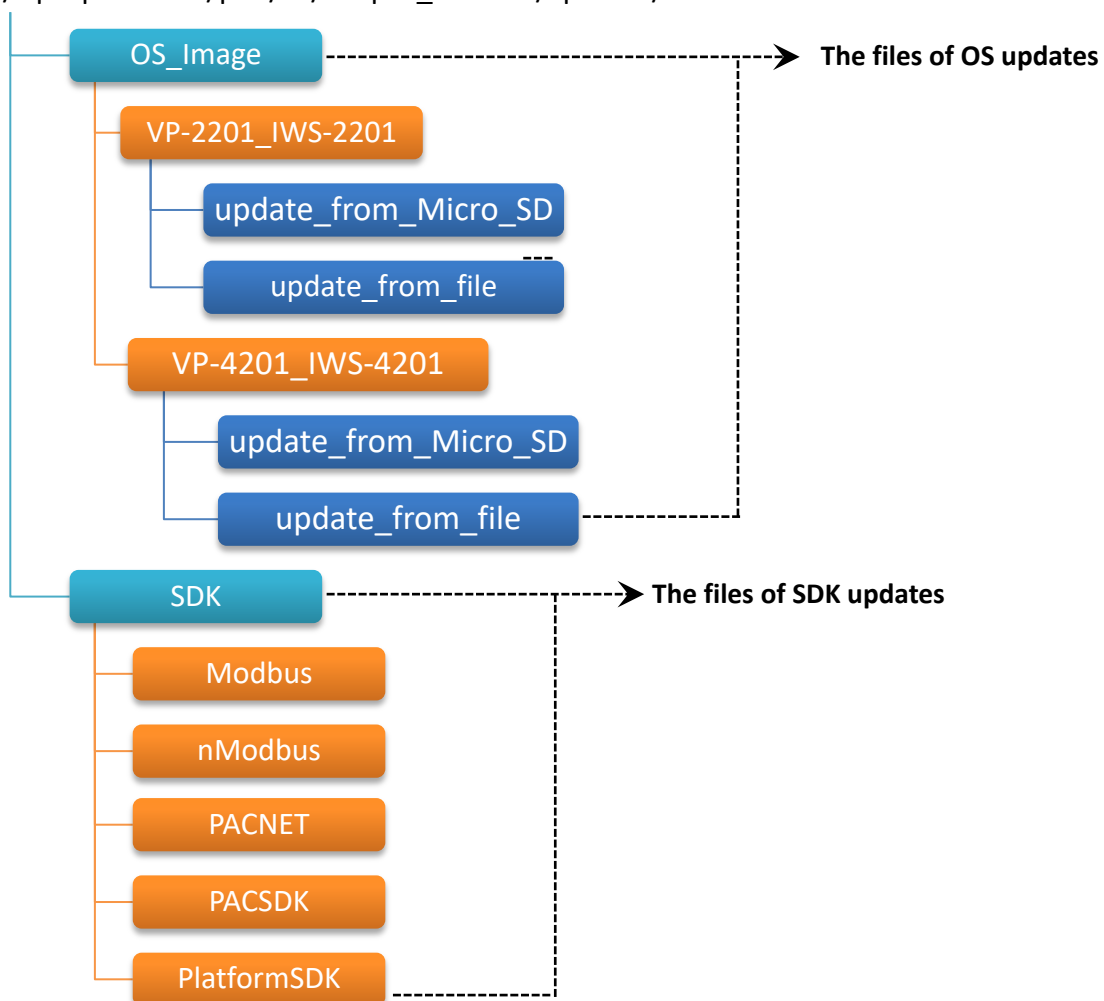 OS_Image
The files of OS updates
VP-2201_IWS-2201
update_from_Micro_SD
update_from_file
VP-4201_IWS-4201
update_from_Micro_SD
update_from_file
SDK
The files of SDK updates
Modbus
nModbus
PACNET
PACSDK
PlatformSDK